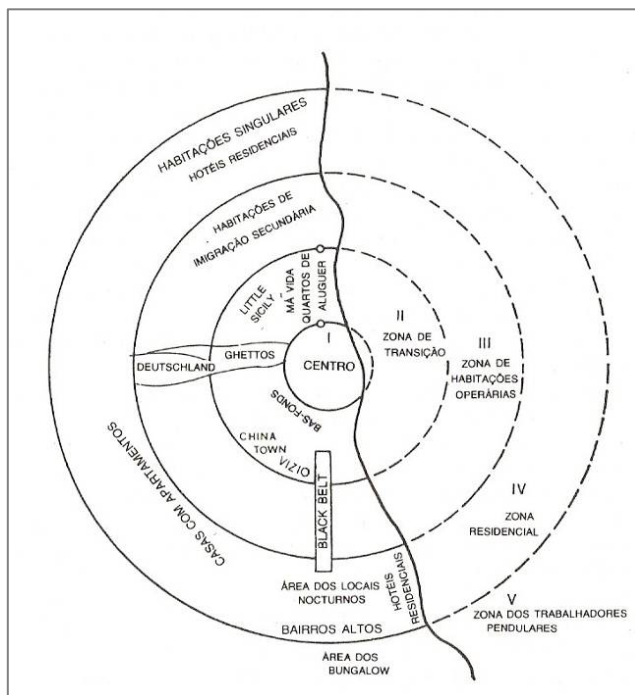 HABITAÇÕES SINGULARES
HOTÉIS RESIDENCIAIS
HABITAÇÕES DE
IMIGRAÇÃO SECUNDÁRIA
LITTLE
SICILY
MÁ VIDA
QUARTOS DE
ALUGUER
I
CENTRO
II
ZONA DE
TRANSIÇÃO
III
ZONA DE
HABITAÇÕES
OPERÁRIAS
DEUTSCHLAND
GHETTOS
BAS-FONDS
CHINA
TOWN
VIZIO
BLACK BELT
CASAS COM APARTAMENTOS
IV
ZONA
RESIDENCIAL
ÁREA DOS LOCAIS
NOCTURNOS
HOTÉIS
RESIDENCIAIS
BAIRROS ALTOS
V
ZONA DOS TRABALHADORES
PENDULARES
ÁREA DOS
BUNGALOW